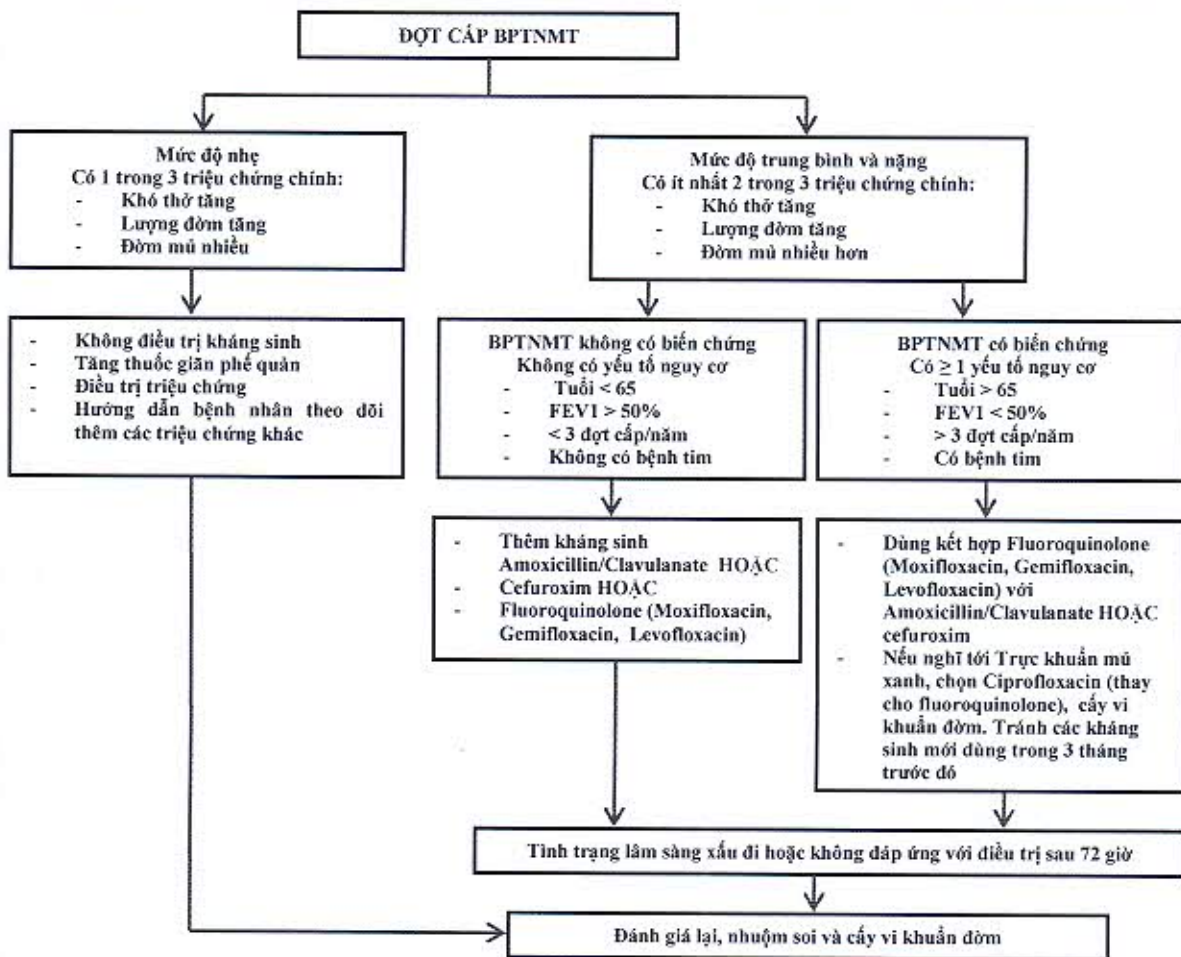 ĐỢT CẤP BPTNMT
Mức độ nhẹ
Có 1 trong 3 triệu chứng chính:
- Khó thở tăng
- Lượng đờm tăng
- Đờm mủ nhiều
Mức độ trung bình và nặng
Có ít nhất 2 trong 3 triệu chứng chính:
- Khó thở tăng
- Lượng đờm tăng
- Đờm mủ nhiều hơn
- Không điều trị kháng sinh
- Tăng thuốc giãn phế quản
- Điều trị triệu chứng
- Hướng dẫn bệnh nhân theo dõi
thêm các triệu chứng khác
BPTNMT không có biến chứng
Không có yếu tố nguy cơ
- Tuổi < 65
- FEV1 > 50%
- < 3 đợt cấp/năm
- Không có bệnh tim
BPTNMT có biến chứng
Có ≥ 1 yếu tố nguy cơ
- Tuổi > 65
- FEV1 < 50%
- > 3 đợt cấp/năm
- Có bệnh tim
- Thêm kháng sinh
Amoxicillin/Clavulanate HOẶC
- Cefuroxim HOẶC
- Fluoroquinolone (Moxifloxacin,
Gemifloxacin, Levofloxacin)
- Dùng kết hợp Fluoroquinolone
(Moxifloxacin, Gemifloxacin,
Levofloxacin) với
Amoxicillin/Clavulanate HOẶC
cefuroxim
- Nếu nghĩ tới Trực khuẩn mủ
xanh, chọn Ciprofloxacin (thay
cho fluoroquinolone), cấy vi
khuẩn đờm. Tránh các kháng
sinh mới dùng trong 3 tháng
trước đó
Tình trạng lâm sàng xấu đi hoặc không đáp ứng với điều trị sau 72 giờ
Đánh giá lại, nhuộm soi và cấy vi khuẩn đờm